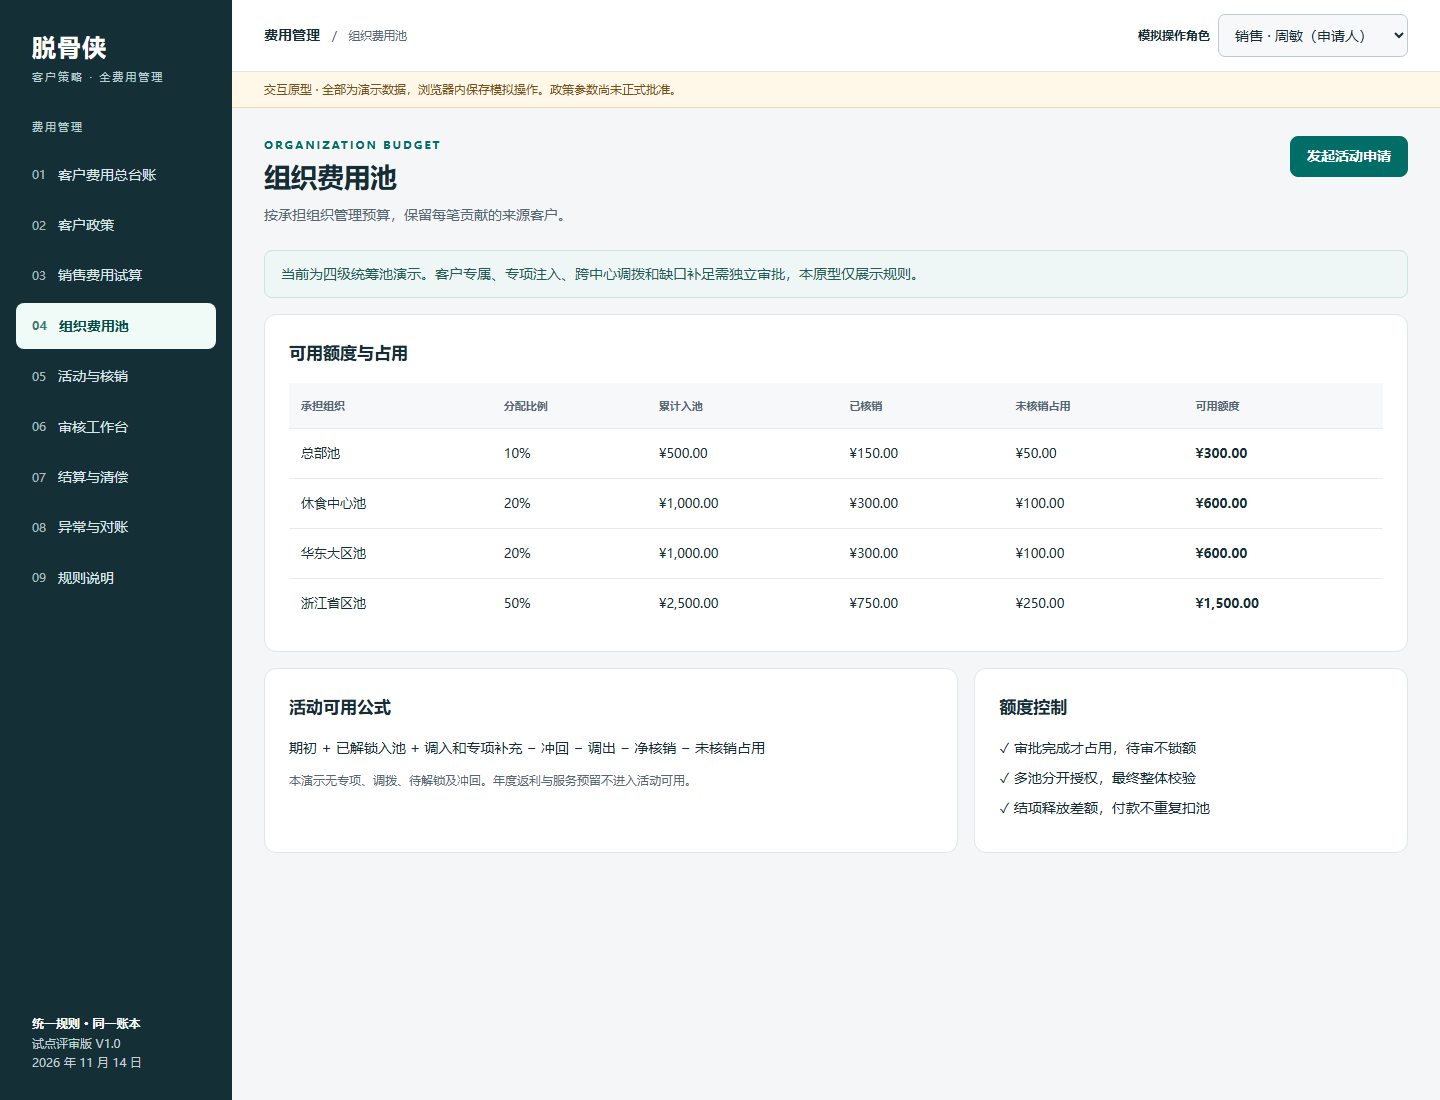 脱骨侠
客户策略 · 全费用管理
费用管理
01 客户费用总台账
02 客户政策
03 销售费用试算
04 组织费用池
05 活动与核销
06 审核工作台
07 结算与清偿
08 异常与对账
09 规则说明
统一规则 · 同一账本
试点评审版 V1.0
2026 年 11 月 14 日
费用管理 / 组织费用池
模拟操作角色 销售 · 周敏（申请人）
交互原型 · 全部为演示数据，浏览器内保存模拟操作。政策参数尚未正式批准。
ORGANIZATION BUDGET
组织费用池
按承担组织管理预算，保留每笔贡献的来源客户。
发起活动申请
当前为四级统筹池演示。客户专属、专项注入、跨中心调拨和缺口补足需独立审批，本原型仅展示规则。
可用额度与占用
承担组织 分配比例 累计入池 已核销 未核销占用 可用额度
总部池 10% ¥500.00 ¥150.00 ¥50.00 ¥300.00
休食中心池 20% ¥1,000.00 ¥300.00 ¥100.00 ¥600.00
华东大区池 20% ¥1,000.00 ¥300.00 ¥100.00 ¥600.00
浙江省区池 50% ¥2,500.00 ¥750.00 ¥250.00 ¥1,500.00
活动可用公式
期初 + 已解锁入池 + 调入和专项补充 − 冲回 − 调出 − 净核销 − 未核销占用
本演示无专项、调拨、待解锁及冲回。年度返利与服务预留不进入活动可用。
额度控制
✓ 审批完成才占用，待审不锁额
✓ 多池分开授权，最终整体校验
✓ 结项释放差额，付款不重复扣池